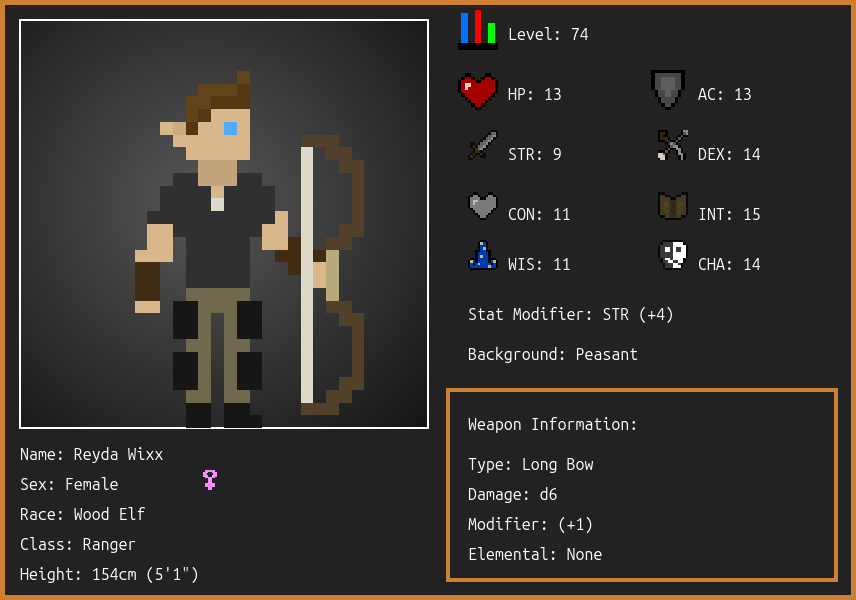 Level: 74
HP: 13
AC: 13
STR: 9
DEX: 14
CON: 11
INT: 15
WIS: 11
CHA: 14
Stat Modifier: STR (+4)
Background: Peasant
Weapon Information:
Type: Long Bow
Damage: d6
Modifier: (+1)
Elemental: None
Name: Reyda Wixx
Sex: Female
Race: Wood Elf
Class: Ranger
Height: 154cm (5'1")